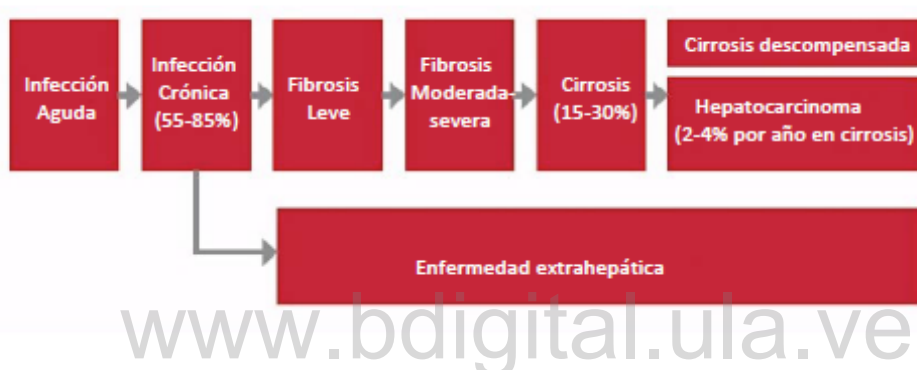 Infección
Aguda
Infección
Crónica
(55-85%)
Fibrosis
Leve
Fibrosis
Moderada-
severa
Cirrosis
(15-30%)
Cirrosis descompensada
Hepatocarcinoma
(2-4% por año en cirrosis)
Enfermedad extrahepática
www.bdigital.ula.ve